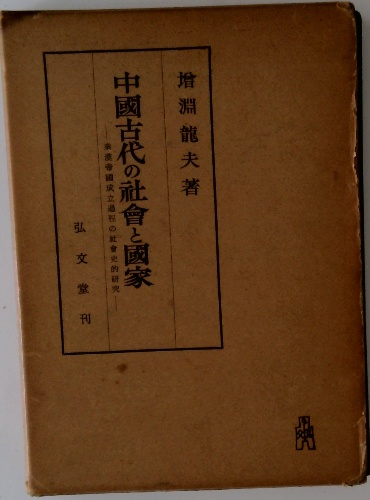 増淵龍夫著
中國古代の社會と國家
―秦漢帝國成立過程の社會史的研究―
弘文堂刊